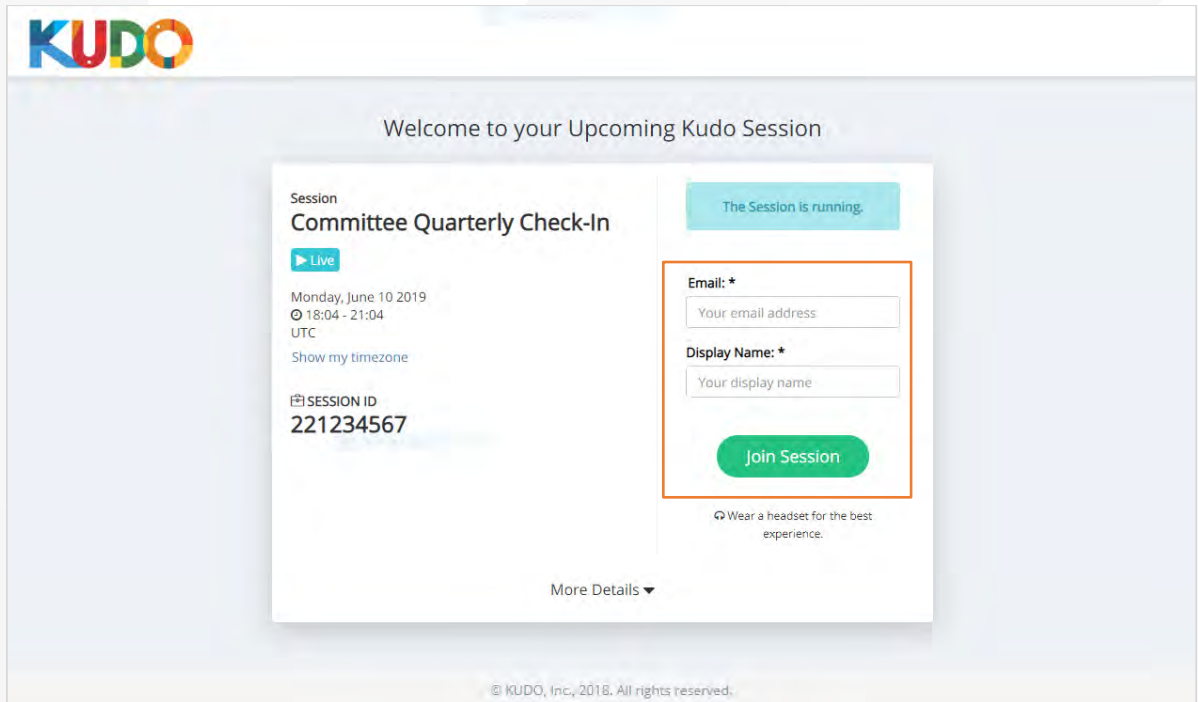 KUDO
Welcome to your Upcoming Kudo Session
Session
Committee Quarterly Check-In
Live
Monday, June 10 2019
18:04 - 21:04
UTC
Show my timezone
SESSION ID
221234567
The Session is running.
Email: *
Your email address
Display Name: *
Your display name
Join Session
Wear a headset for the best
experience.
More Details
© KUDO, Inc., 2018. All rights reserved.